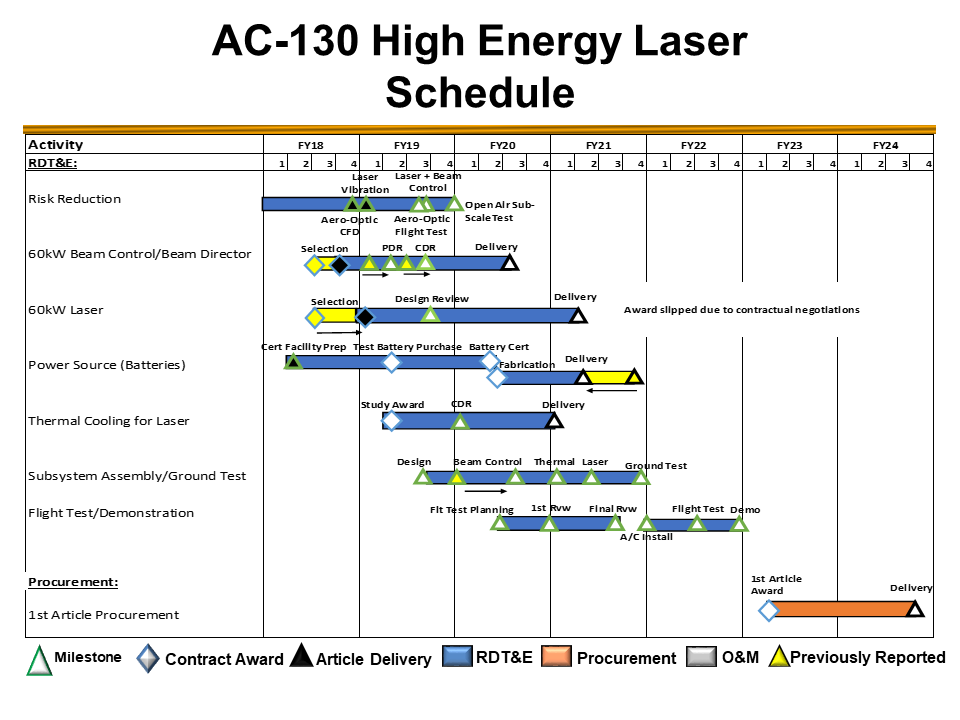 AC-130 High Energy Laser
Schedule
Activity FY18 FY19 FY20 FY21 FY22 FY23 FY24
RDT&E: 1 2 3 4 1 2 3 4 1 2 3 4 1 2 3 4 1 2 3 4 1 2 3 4 1 2 3 4
Laser
Vibration
Laser + Beam
Control
Risk Reduction
Open Air Sub-
Scale Test
Aero-Optic
CFD
Aero-Optic
Flight Test
60kW Beam Control/Beam Director
Selection PDR CDR Delivery
60kW Laser
Selection Design Review Delivery
Award slipped due to contractual negotiations
Cert Facility Prep Test Battery Purchase Battery Cert
Power Source (Batteries)
Fabrication Delivery
Thermal Cooling for Laser
Study Award CDR Delivery
Subsystem Assembly/Ground Test
Design Beam Control Thermal Laser Ground Test
Flight Test/Demonstration
Flt Test Planning 1st Rvw Final Rvw Flight Test Demo
A/C Install
Procurement:
1st Article
Award
Delivery
1st Article Procurement
Milestone Contract Award Article Delivery RDT&E Procurement O&M Previously Reported